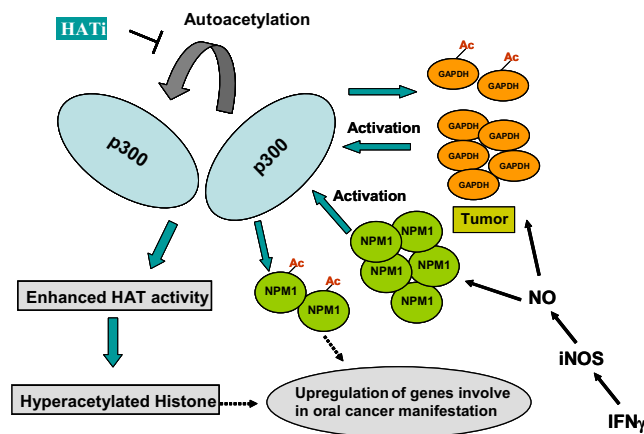 HATi
Autoacetylation
Ac
Ac
GAPDH
GAPDH
p300
p300
Activation
GAPDH
GAPDH
GAPDH
GAPDH
GAPDH
GAPDH
Activation
Tumor
NPM1
NPM1
NPM1
NPM1
NPM1
Ac
Ac
NPM1
NPM1
Enhanced HAT activity
NO
iNOS
Hyperacetylated Histone
Upregulation of genes involve
in oral cancer manifestation
IFNγ